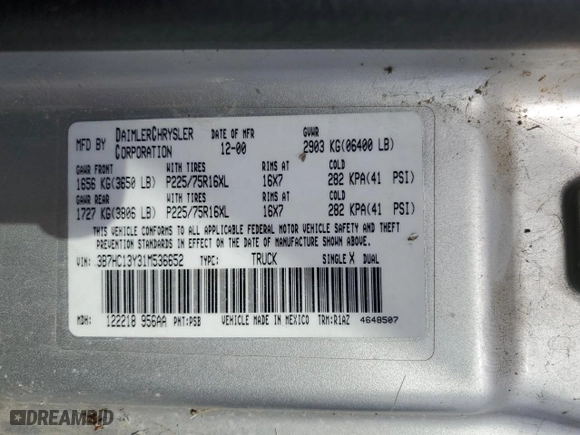 MFD BY DAIMLERCHRYSLER CORPORATION DATE OF MFR 12-00 GVWR 2903 KG(06400 LB)
GAWR FRONT WITH TIRES RIMS AT COLD
1656 KG(3650 LB) P225/75R16XL 16X7 282 KPA(41 PSI)
GAWR REAR WITH TIRES RIMS AT COLD
1727 KG(3806 LB) P225/75R16XL 16X7 282 KPA(41 PSI)
THIS VEHICLE CONFORMS TO ALL APPLICABLE FEDERAL MOTOR VEHICLE SAFETY AND THEFT
PREVENTION STANDARDS IN EFFECT ON THE DATE OF MANUFACTURE SHOWN ABOVE.
VIN: 3B7HC13Y31M536652 TYPE: TRUCK SINGLE X DUAL
MDH: 122218 956AA PNT:PSB VEHICLE MADE IN MEXICO TRM:R1AZ 4648507
DREAMBID